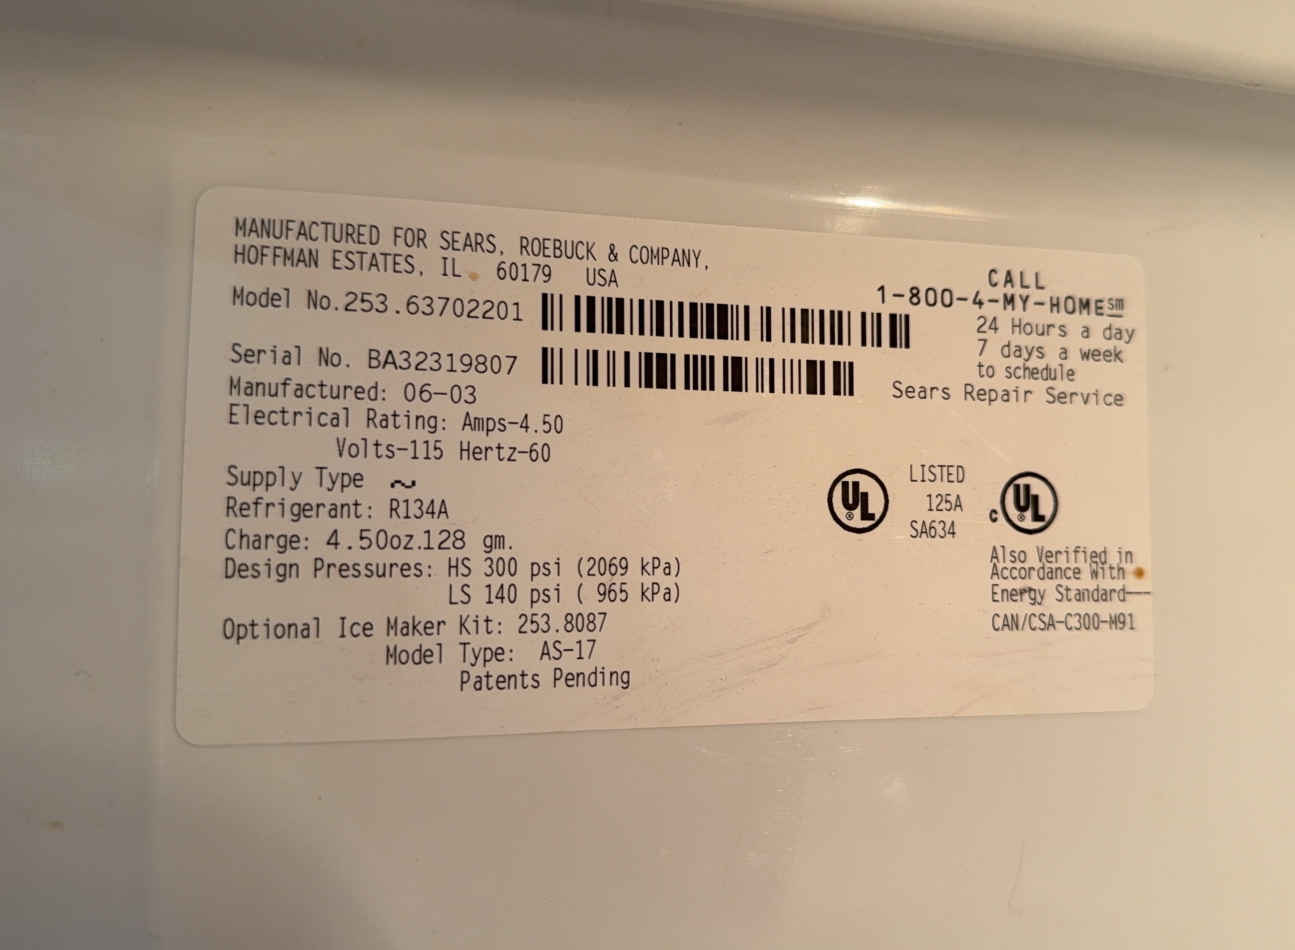 MANUFACTURED FOR SEARS, ROEBUCK & COMPANY,
HOFFMAN ESTATES, IL. 60179 USA
Model No.253.63702201
Serial No. BA32319807
Manufactured: 06-03
Electrical Rating: Amps-4.50
Volts-115 Hertz-60
Supply Type ~
Refrigerant: R134A
Charge: 4.50oz.128 gm.
Design Pressures: HS 300 psi (2069 kPa)
LS 140 psi ( 965 kPa)
Optional Ice Maker Kit: 253.8087
Model Type: AS-17
Patents Pending
CALL
1-800-4-MY-HOME℠
24 Hours a day
7 days a week
to schedule
Sears Repair Service
UL®
LISTED
125A
SA634
c UL®
Also Verified in
Accordance With
Energy Standard
CAN/CSA-C300-M91